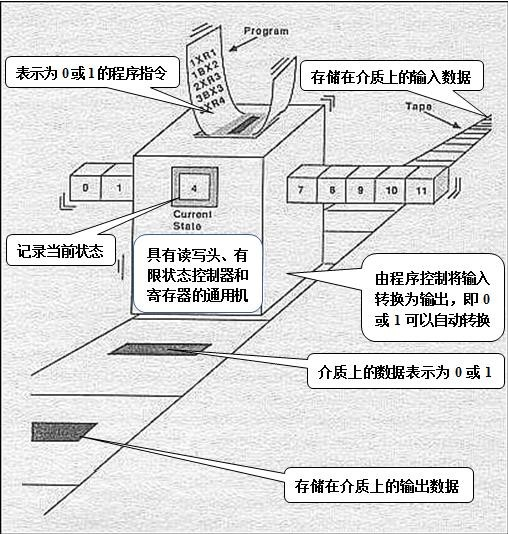 Program
表示为 0 或 1 的程序指令
1XR1
1BX2
2XR3
3BX3
3XR4
存储在介质上的输入数据
Tape
0 1
4
7 8 9 10 11
Current
State
记录当前状态
具有读写头、有
限状态控制器和
寄存器的通用机
由程序控制将输入
转换为输出，即 0
或 1 可以自动转换
介质上的数据表示为 0 或 1
存储在介质上的输出数据